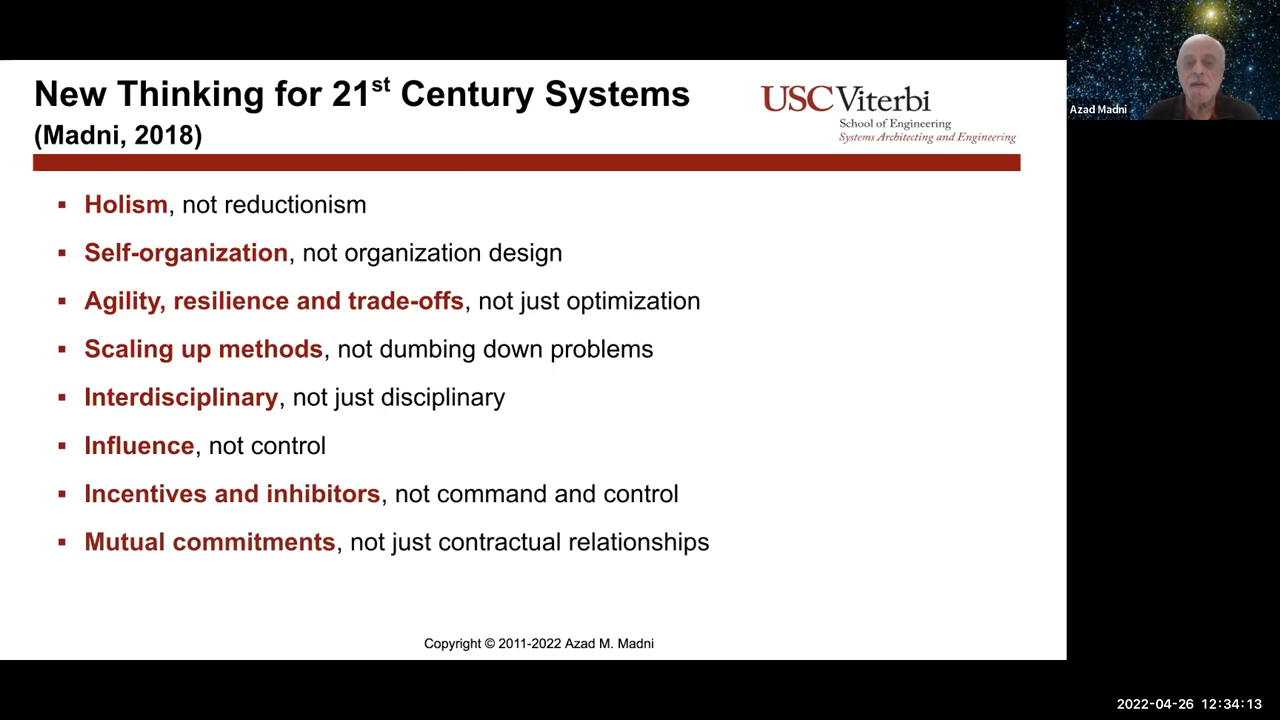 New Thinking for 21st Century Systems
(Madni, 2018)
USC Viterbi
School of Engineering
Systems Architecting and Engineering
Azad Madni
▪ Holism, not reductionism
▪ Self-organization, not organization design
▪ Agility, resilience and trade-offs, not just optimization
▪ Scaling up methods, not dumbing down problems
▪ Interdisciplinary, not just disciplinary
▪ Influence, not control
▪ Incentives and inhibitors, not command and control
▪ Mutual commitments, not just contractual relationships
Copyright © 2011-2022 Azad M. Madni
2022-04-26 12:34:13